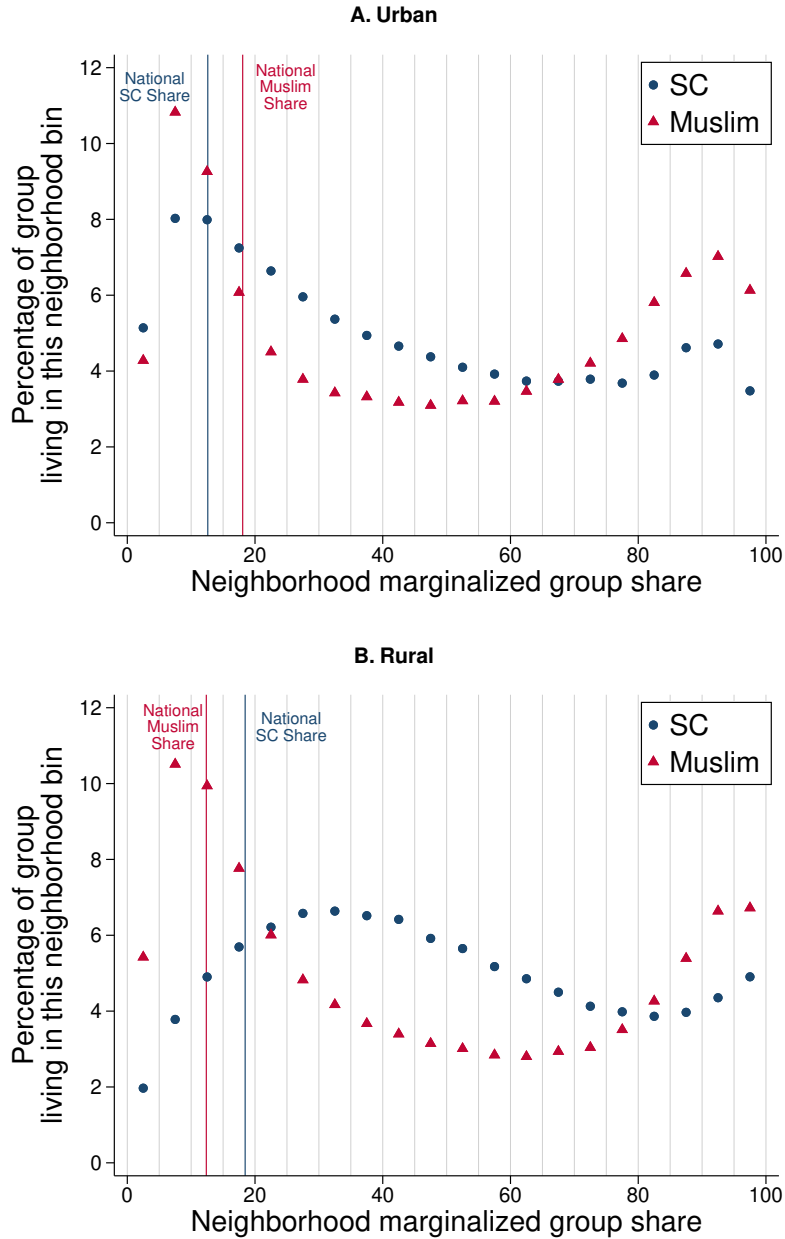 A. Urban
National
SC Share
National
Muslim
Share
SC
Muslim
12
10
8
6
4
2
0
Percentage of group
living in this neighborhood bin
0 20 40 60 80 100
Neighborhood marginalized group share
B. Rural
National
Muslim
Share
National
SC Share
SC
Muslim
12
10
8
6
4
2
0
Percentage of group
living in this neighborhood bin
0 20 40 60 80 100
Neighborhood marginalized group share